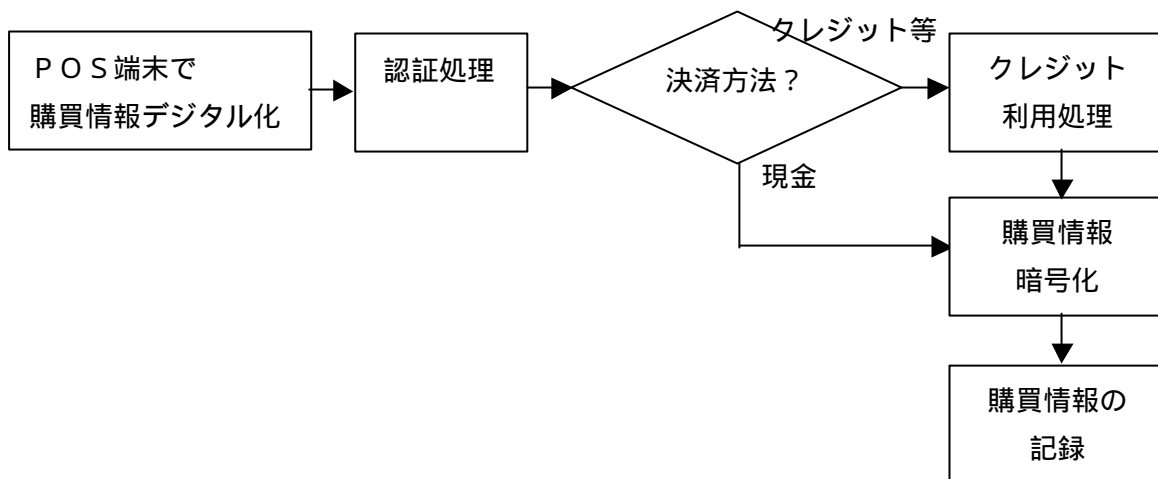 ＰＯＳ端末で
購買情報デジタル化
認証処理
決済方法？
クレジット等
現金
クレジット
利用処理
購買情報
暗号化
購買情報の
記録